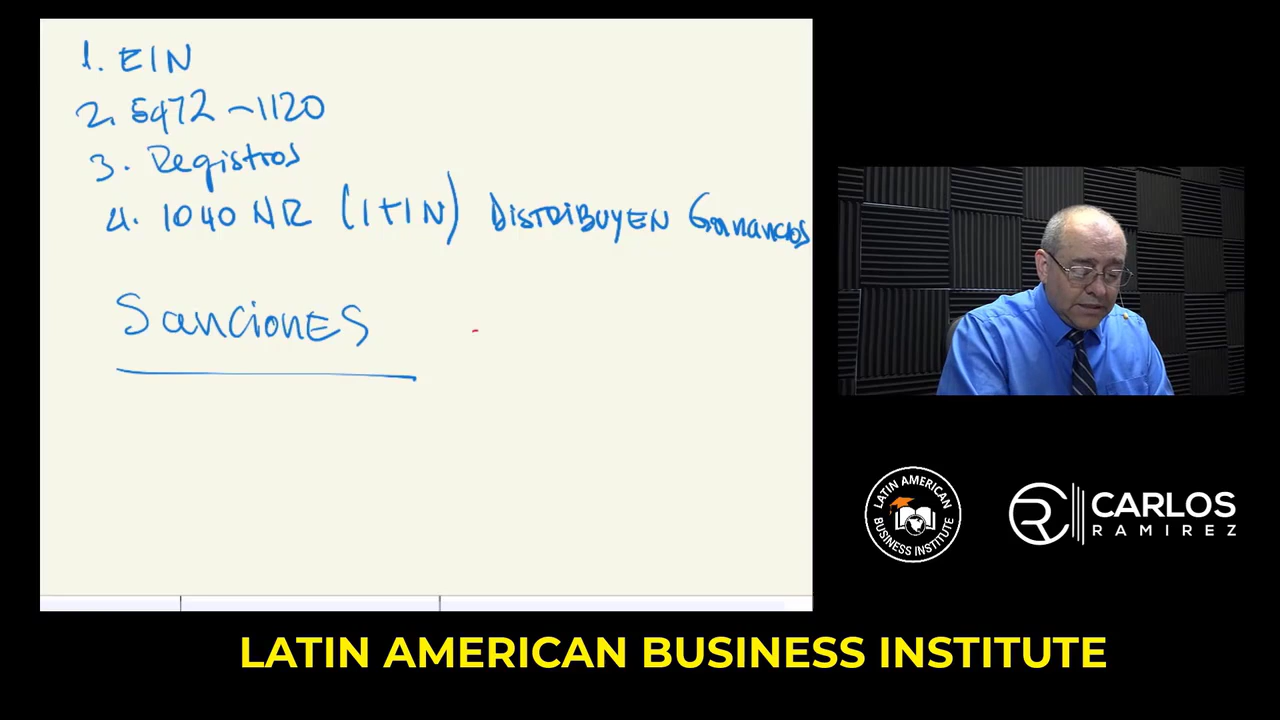 1. EIN
2. 5472 - 1120
3. Registros
4. 1040 NR (ITIN) DISTRIBUYEN Ganancias
SancionES
LATIN AMERICAN
BUSINESS INSTITUTE
CARLOS
RAMIREZ
LATIN AMERICAN BUSINESS INSTITUTE